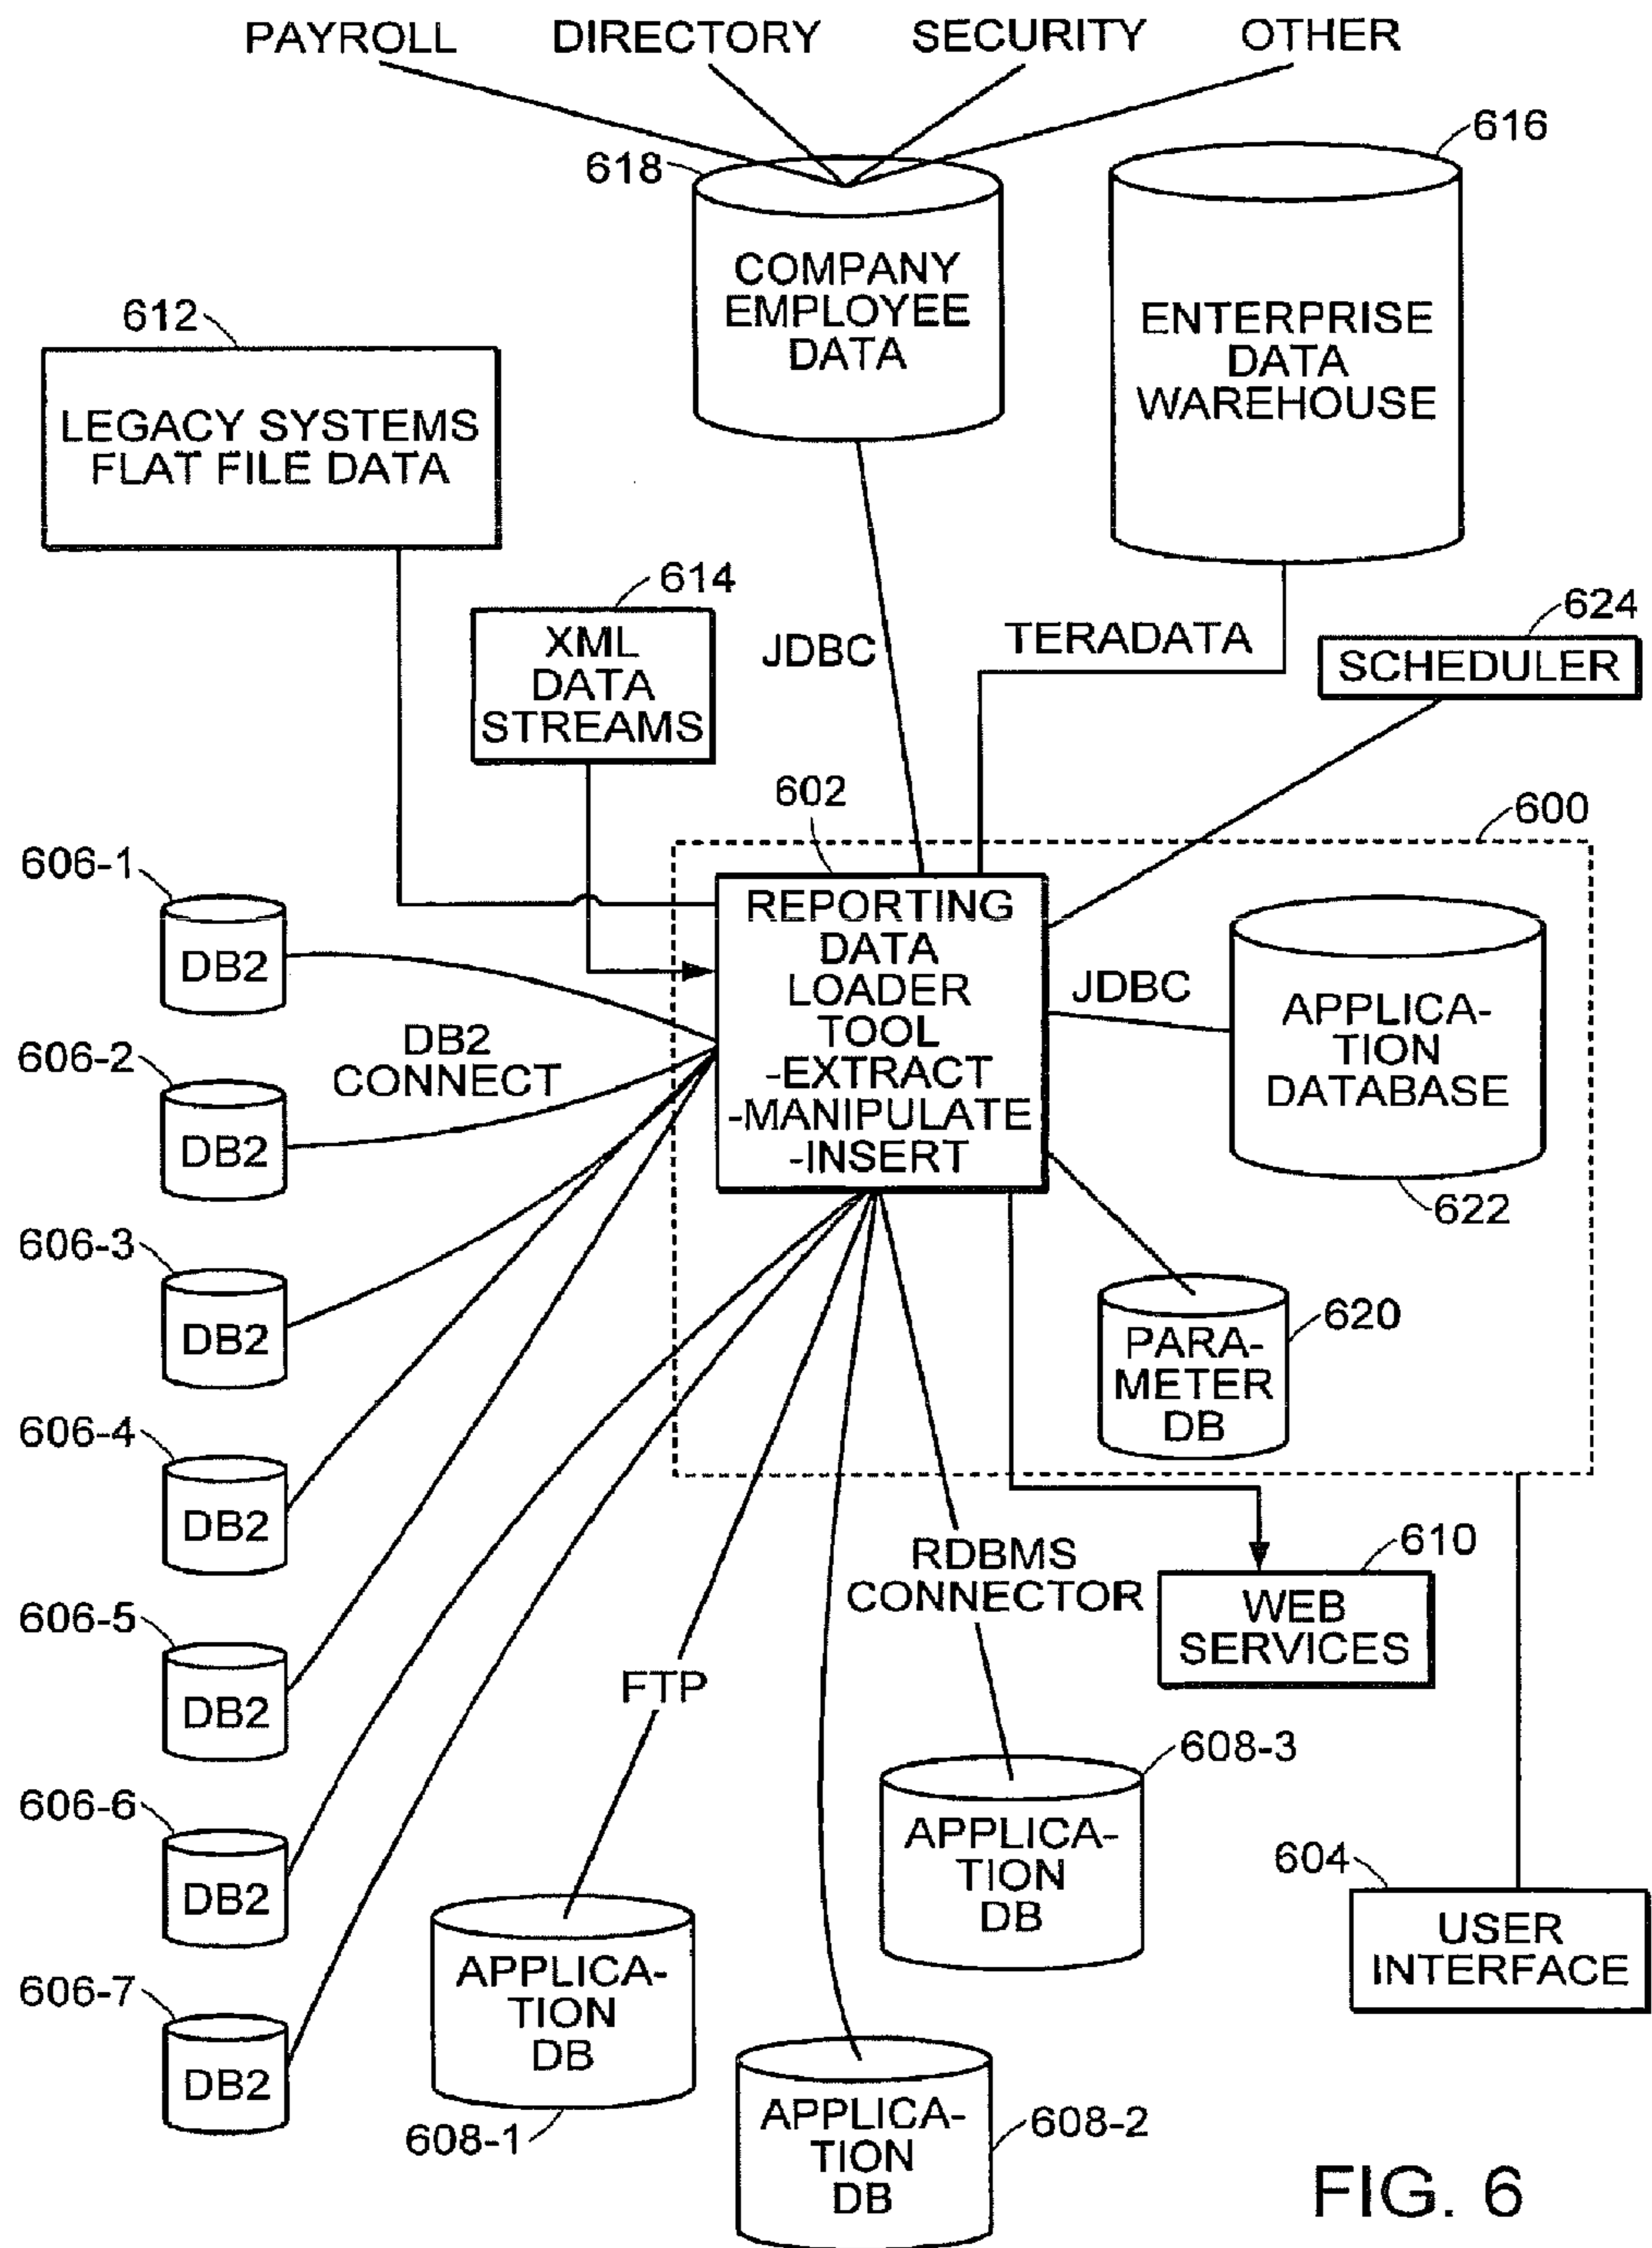 PAYROLL DIRECTORY SECURITY OTHER
616
618
COMPANY
EMPLOYEE
DATA
ENTERPRISE
DATA
WAREHOUSE
612
LEGACY SYSTEMS
FLAT FILE DATA
614
XML
DATA
STREAMS
JDBC
TERADATA
624
SCHEDULER
602
600
606-1
DB2
REPORTING
DATA
LOADER
TOOL
-EXTRACT
-MANIPULATE
-INSERT
JDBC
APPLICA-
TION
DATABASE
622
DB2
CONNECT
606-2
DB2
606-3
DB2
620
PARA-
METER
DB
606-4
DB2
RDBMS
CONNECTOR
610
WEB
SERVICES
606-5
DB2
FTP
608-3
APPLICA-
TION
DB
606-6
DB2
604
USER
INTERFACE
606-7
DB2
APPLICA-
TION
DB
608-1
APPLICA-
TION
DB
608-2
FIG. 6